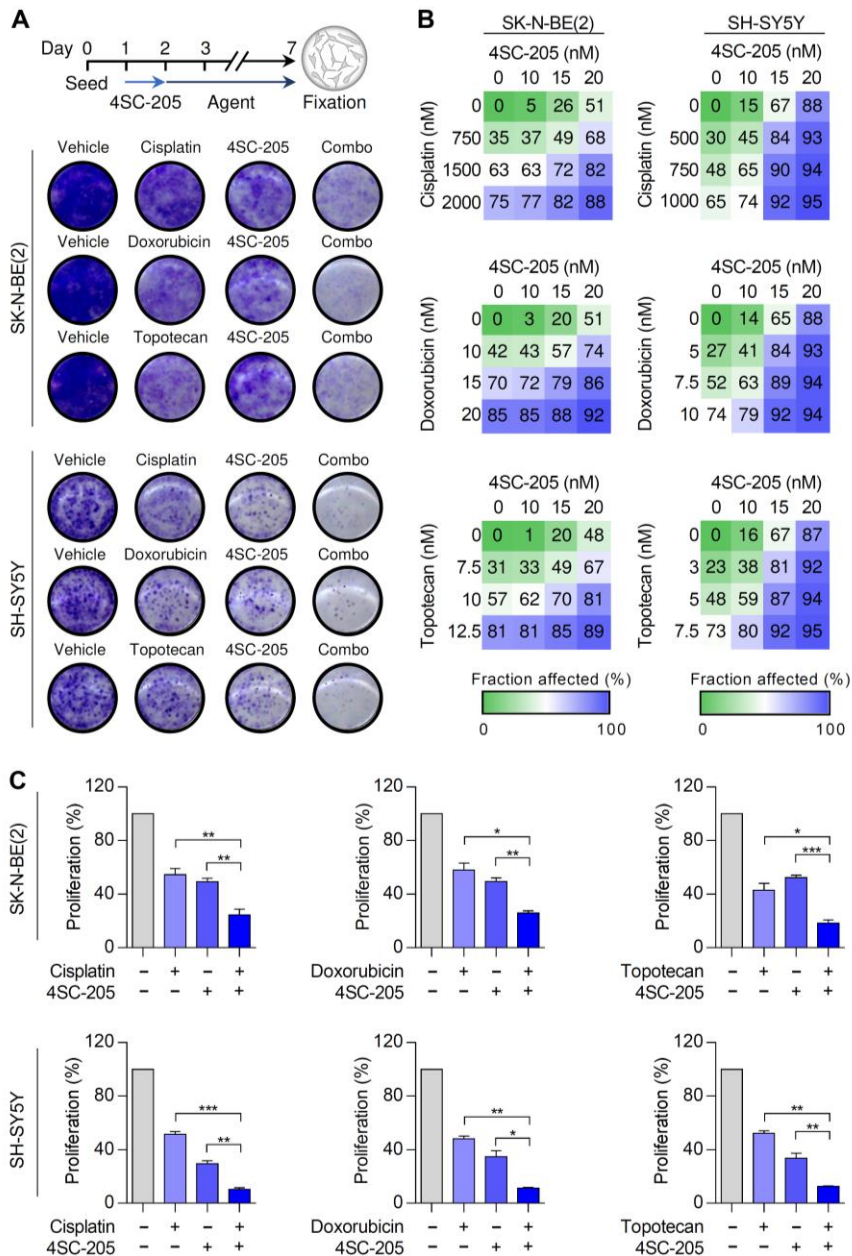 A
Day 0 1 2 3 7
Seed
4SC-205 Agent Fixation
SK-N-BE(2)
Vehicle Cisplatin 4SC-205 Combo
Vehicle Doxorubicin 4SC-205 Combo
Vehicle Topotecan 4SC-205 Combo
SH-SY5Y
Vehicle Cisplatin 4SC-205 Combo
Vehicle Doxorubicin 4SC-205 Combo
Vehicle Topotecan 4SC-205 Combo
B
SK-N-BE(2)
4SC-205 (nM)
0 10 15 20
Cisplatin (nM)
0 0 5 26 51
750 35 37 49 68
1500 63 63 72 82
2000 75 77 82 88
SH-SY5Y
4SC-205 (nM)
0 10 15 20
Cisplatin (nM)
0 0 15 67 88
500 30 45 84 93
750 48 65 90 94
1000 65 74 92 95
4SC-205 (nM)
0 10 15 20
Doxorubicin (nM)
0 0 3 20 51
10 42 43 57 74
15 70 72 79 86
20 85 85 88 92
4SC-205 (nM)
0 10 15 20
Doxorubicin (nM)
0 0 14 65 88
5 27 41 84 93
7.5 52 63 89 94
10 74 79 92 94
4SC-205 (nM)
0 10 15 20
Topotecan (nM)
0 0 1 20 48
7.5 31 33 49 67
10 57 62 70 81
12.5 81 81 85 89
Fraction affected (%)
0 100
4SC-205 (nM)
0 10 15 20
Topotecan (nM)
0 0 16 67 87
3 23 38 81 92
5 48 59 87 94
7.5 73 80 92 95
Fraction affected (%)
0 100
C
SK-N-BE(2)
Proliferation (%)
120
80
40
0
**
**
Cisplatin − + − +
4SC-205 − − + +
Proliferation (%)
120
80
40
0
*
**
Doxorubicin − + − +
4SC-205 − − + +
Proliferation (%)
120
80
40
0
*
***
Topotecan − + − +
4SC-205 − − + +
SH-SY5Y
Proliferation (%)
120
80
40
0
***
**
Cisplatin − + − +
4SC-205 − − + +
Proliferation (%)
120
80
40
0
**
*
Doxorubicin − + − +
4SC-205 − − + +
Proliferation (%)
120
80
40
0
**
**
Topotecan − + − +
4SC-205 − − + +